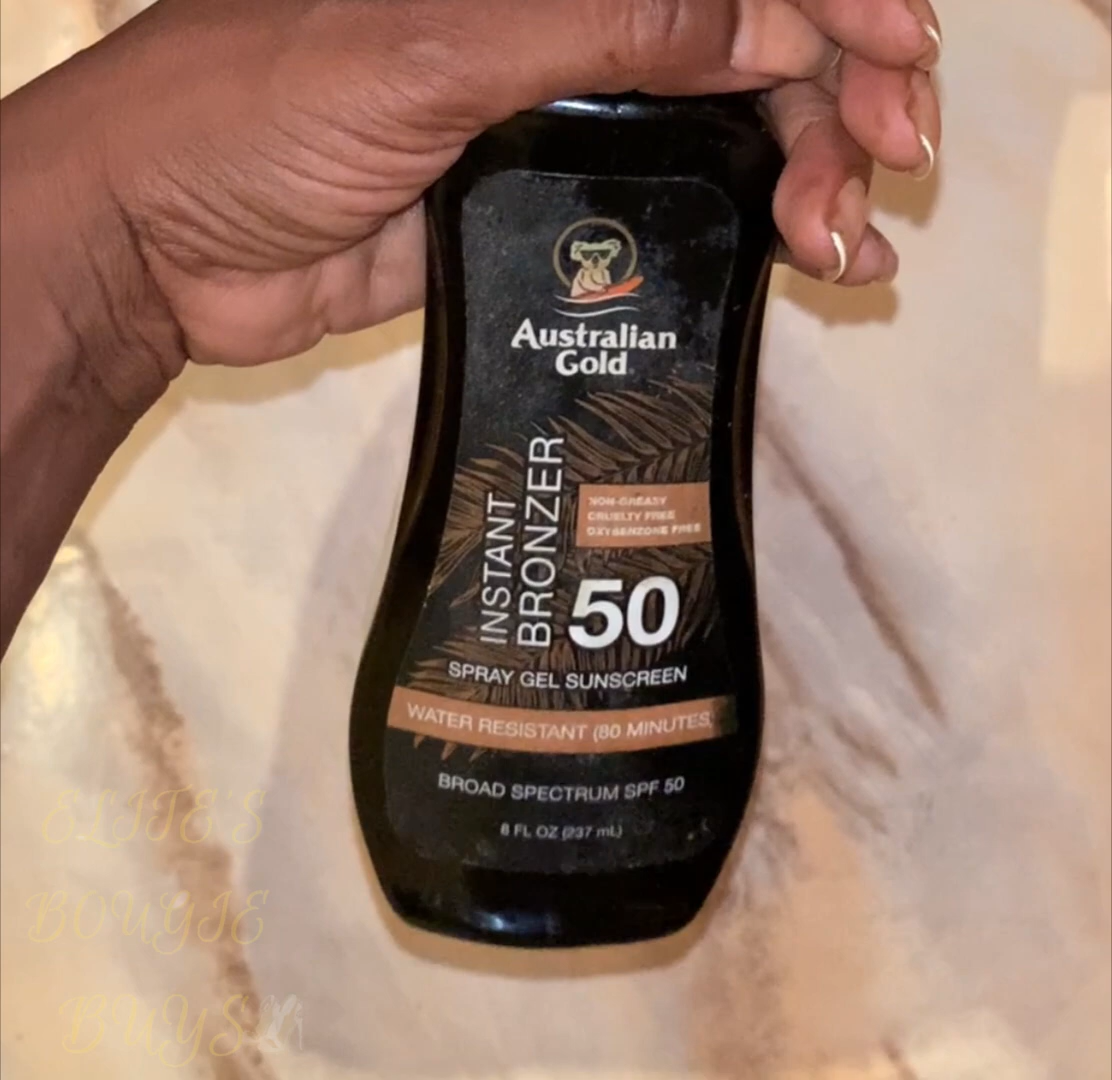 Australian
Gold
INSTANT
BRONZER
NON-GREASY
CRUELTY FREE
OXYBENZONE FREE
50
SPRAY GEL SUNSCREEN
WATER RESISTANT (80 MINUTES)
BROAD SPECTRUM SPF 50
8 FL OZ (237 mL)
ELITE'S
BOUGIE
BUYS